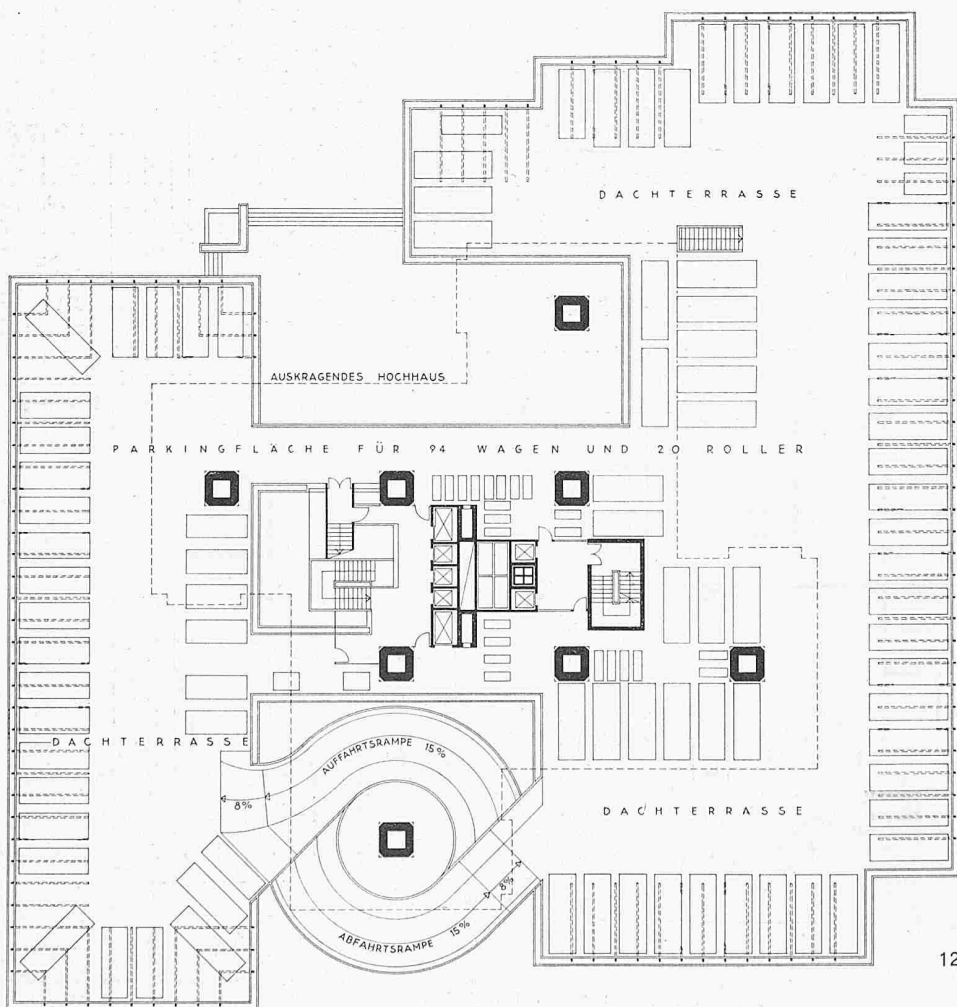 DACHTERRASSE
AUSKRAGENDES HOCHHAUS
PARKINGFLÄCHE FÜR 94 WAGEN UND 20 ROLLER
DACHTERRASSE
AUFFAHRTSRAMPE 15%
8%
DACHTERRASSE
8%
ABFAHRTSRAMPE 15%
12